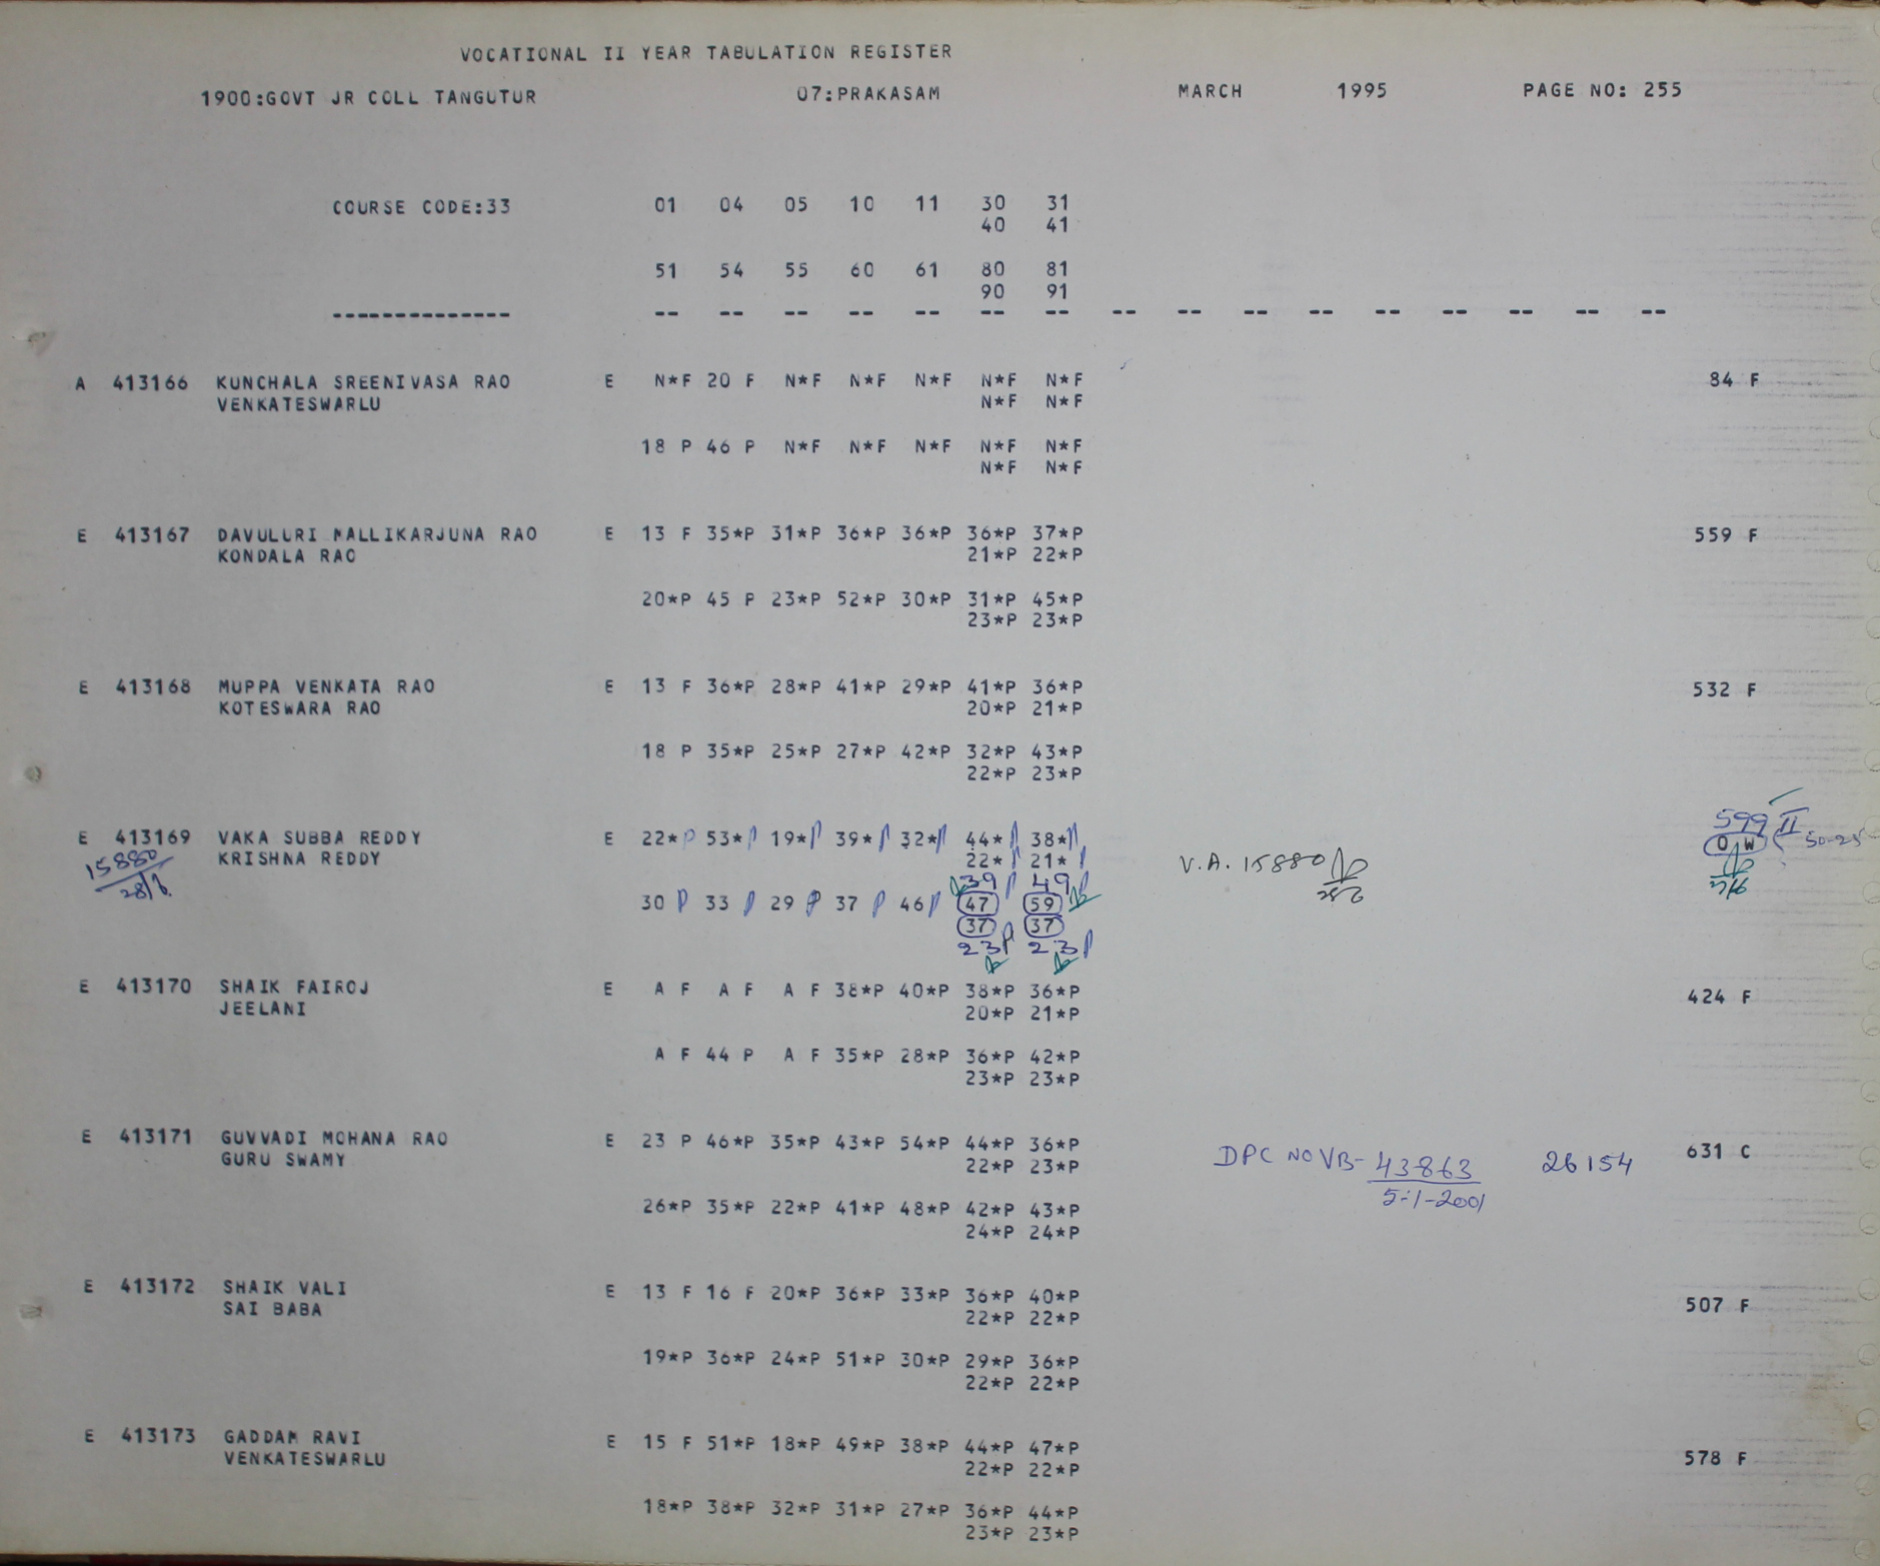 VOCATIONAL II YEAR TABULATION REGISTER
1900:GOVT JR COLL TANGUTUR 07:PRAKASAM MARCH 1995 PAGE NO: 255
COURSE CODE:33 01 04 05 10 11 30 31
40 41
51 54 55 60 61 80 81
90 91
-------------- -- -- -- -- -- -- -- -- -- -- -- -- -- -- -- --
A 413166 KUNCHALA SREENIVASA RAO E N*F 20 F N*F N*F N*F N*F N*F 84 F
VENKATESWARLU N*F N*F
18 P 46 P N*F N*F N*F N*F N*F
N*F N*F
E 413167 DAVULURI MALLIKARJUNA RAO E 13 F 35*P 31*P 36*P 36*P 36*P 37*P 559 F
KONDALA RAO 21*P 22*P
20*P 45 P 23*P 52*P 30*P 31*P 45*P
23*P 23*P
E 413168 MUPPA VENKATA RAO E 13 F 36*P 28*P 41*P 29*P 41*P 36*P 532 F
KOTESWARA RAO 20*P 21*P
18 P 35*P 25*P 27*P 42*P 32*P 43*P
22*P 23*P
E 413169 VAKA SUBBA REDDY E 22*P 53*P 19*P 39*P 32*P 44*P 38*P 599 II
15880 KRISHNA REDDY 22*P 21*P V.A. 15880 O W 50-25
39 P 49 P
30 P 33 P 29 P 37 P 46 P 47 59
37 37
23P 23P
E 413170 SHAIK FAIROJ E A F A F A F 38*P 40*P 38*P 36*P 424 F
JEELANI 20*P 21*P
A F 44 P A F 35*P 28*P 36*P 42*P
23*P 23*P
E 413171 GUVVADI MOHANA RAO E 23 P 46*P 35*P 43*P 54*P 44*P 36*P 631 C
GURU SWAMY 22*P 23*P DPC NO VB- 43863 26154
5-1-2001
26*P 35*P 22*P 41*P 48*P 42*P 43*P
24*P 24*P
E 413172 SHAIK VALI E 13 F 16 F 20*P 36*P 33*P 36*P 40*P 507 F
SAI BABA 22*P 22*P
19*P 36*P 24*P 51*P 30*P 29*P 36*P
22*P 22*P
E 413173 GADDAM RAVI E 15 F 51*P 18*P 49*P 38*P 44*P 47*P 578 F
VENKATESWARLU 22*P 22*P
18*P 38*P 32*P 31*P 27*P 36*P 44*P
23*P 23*P